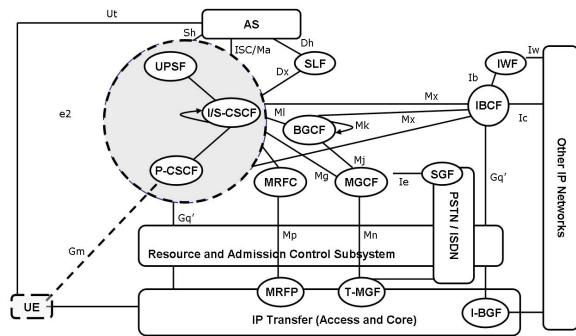 Ut
AS
Sh
ISC/Ma
Dh
UPSF
Dx
SLF
Iw
IWF
Ib
e2
I/S-CSCF
Mx
IBCF
Ic
Ml
BGCF
Mk
Mx
Mj
P-CSCF
MRFC
Mg
MGCF
Ie
SGF
Gq'
Other IP Networks
PSTN / ISDN
Gq'
Gm
Mp
Mn
Resource and Admission Control Subsystem
MRFP
T-MGF
UE
I-BGF
IP Transfer (Access and Core)